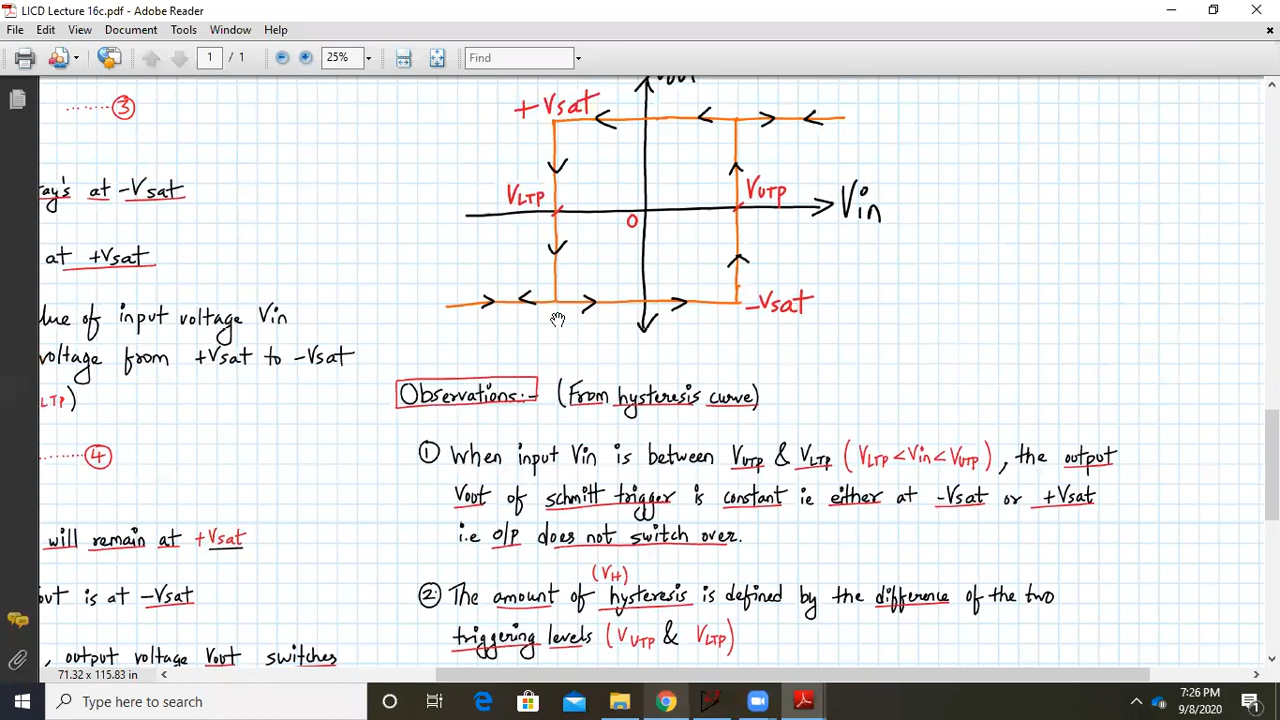 LICD Lecture 16c.pdf - Adobe Reader
File Edit View Document Tools Window Help
1 / 1 25% Find
③
+Vsat
at -Vsat
VLTP
VUTP
Vin
0
at +Vsat
-Vsat
of input voltage Vin
voltage from +Vsat to -Vsat
Observations:- (From hysteresis curve)
LTP)
④
① When input Vin is between VUTP & VLTP (VLTP<Vin<VUTP), the output
Vout of schmitt trigger is constant ie either at -Vsat or +Vsat
i.e o/p does not switch over.
will remain at +Vsat
(VH)
② The amount of hysteresis is defined by the difference of the two
triggering levels (VUTP & VLTP)
is at -Vsat
, output voltage Vout switches
71.32 x 115.83 in
Type here to search
7:26 PM
9/8/2020
1